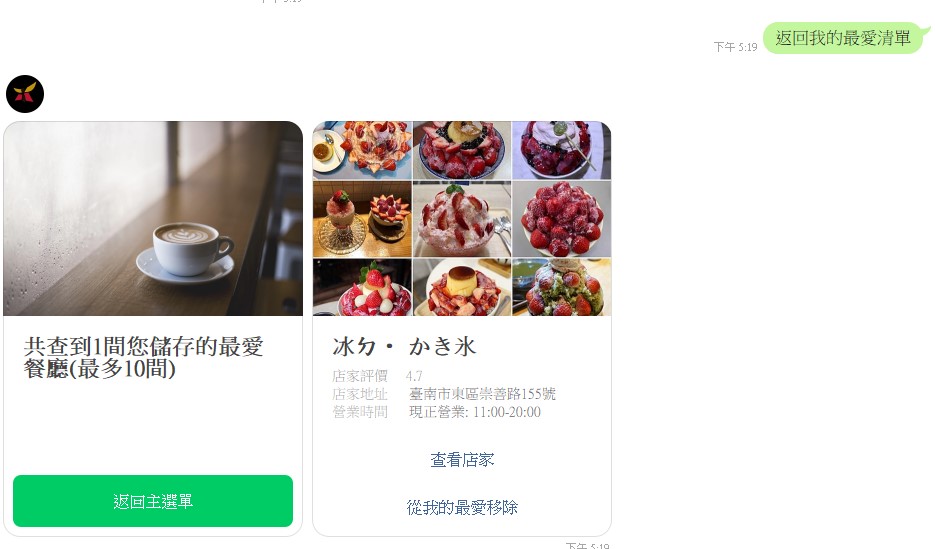 返回我的最愛清單
下午 5:19
共查到1間您儲存的最愛
餐廳(最多10間)
返回主選單
冰ㄉ・ かき氷
店家評價 4.7
店家地址 臺南市東區崇善路155號
營業時間 現正營業: 11:00-20:00
查看店家
從我的最愛移除
下午 5:19